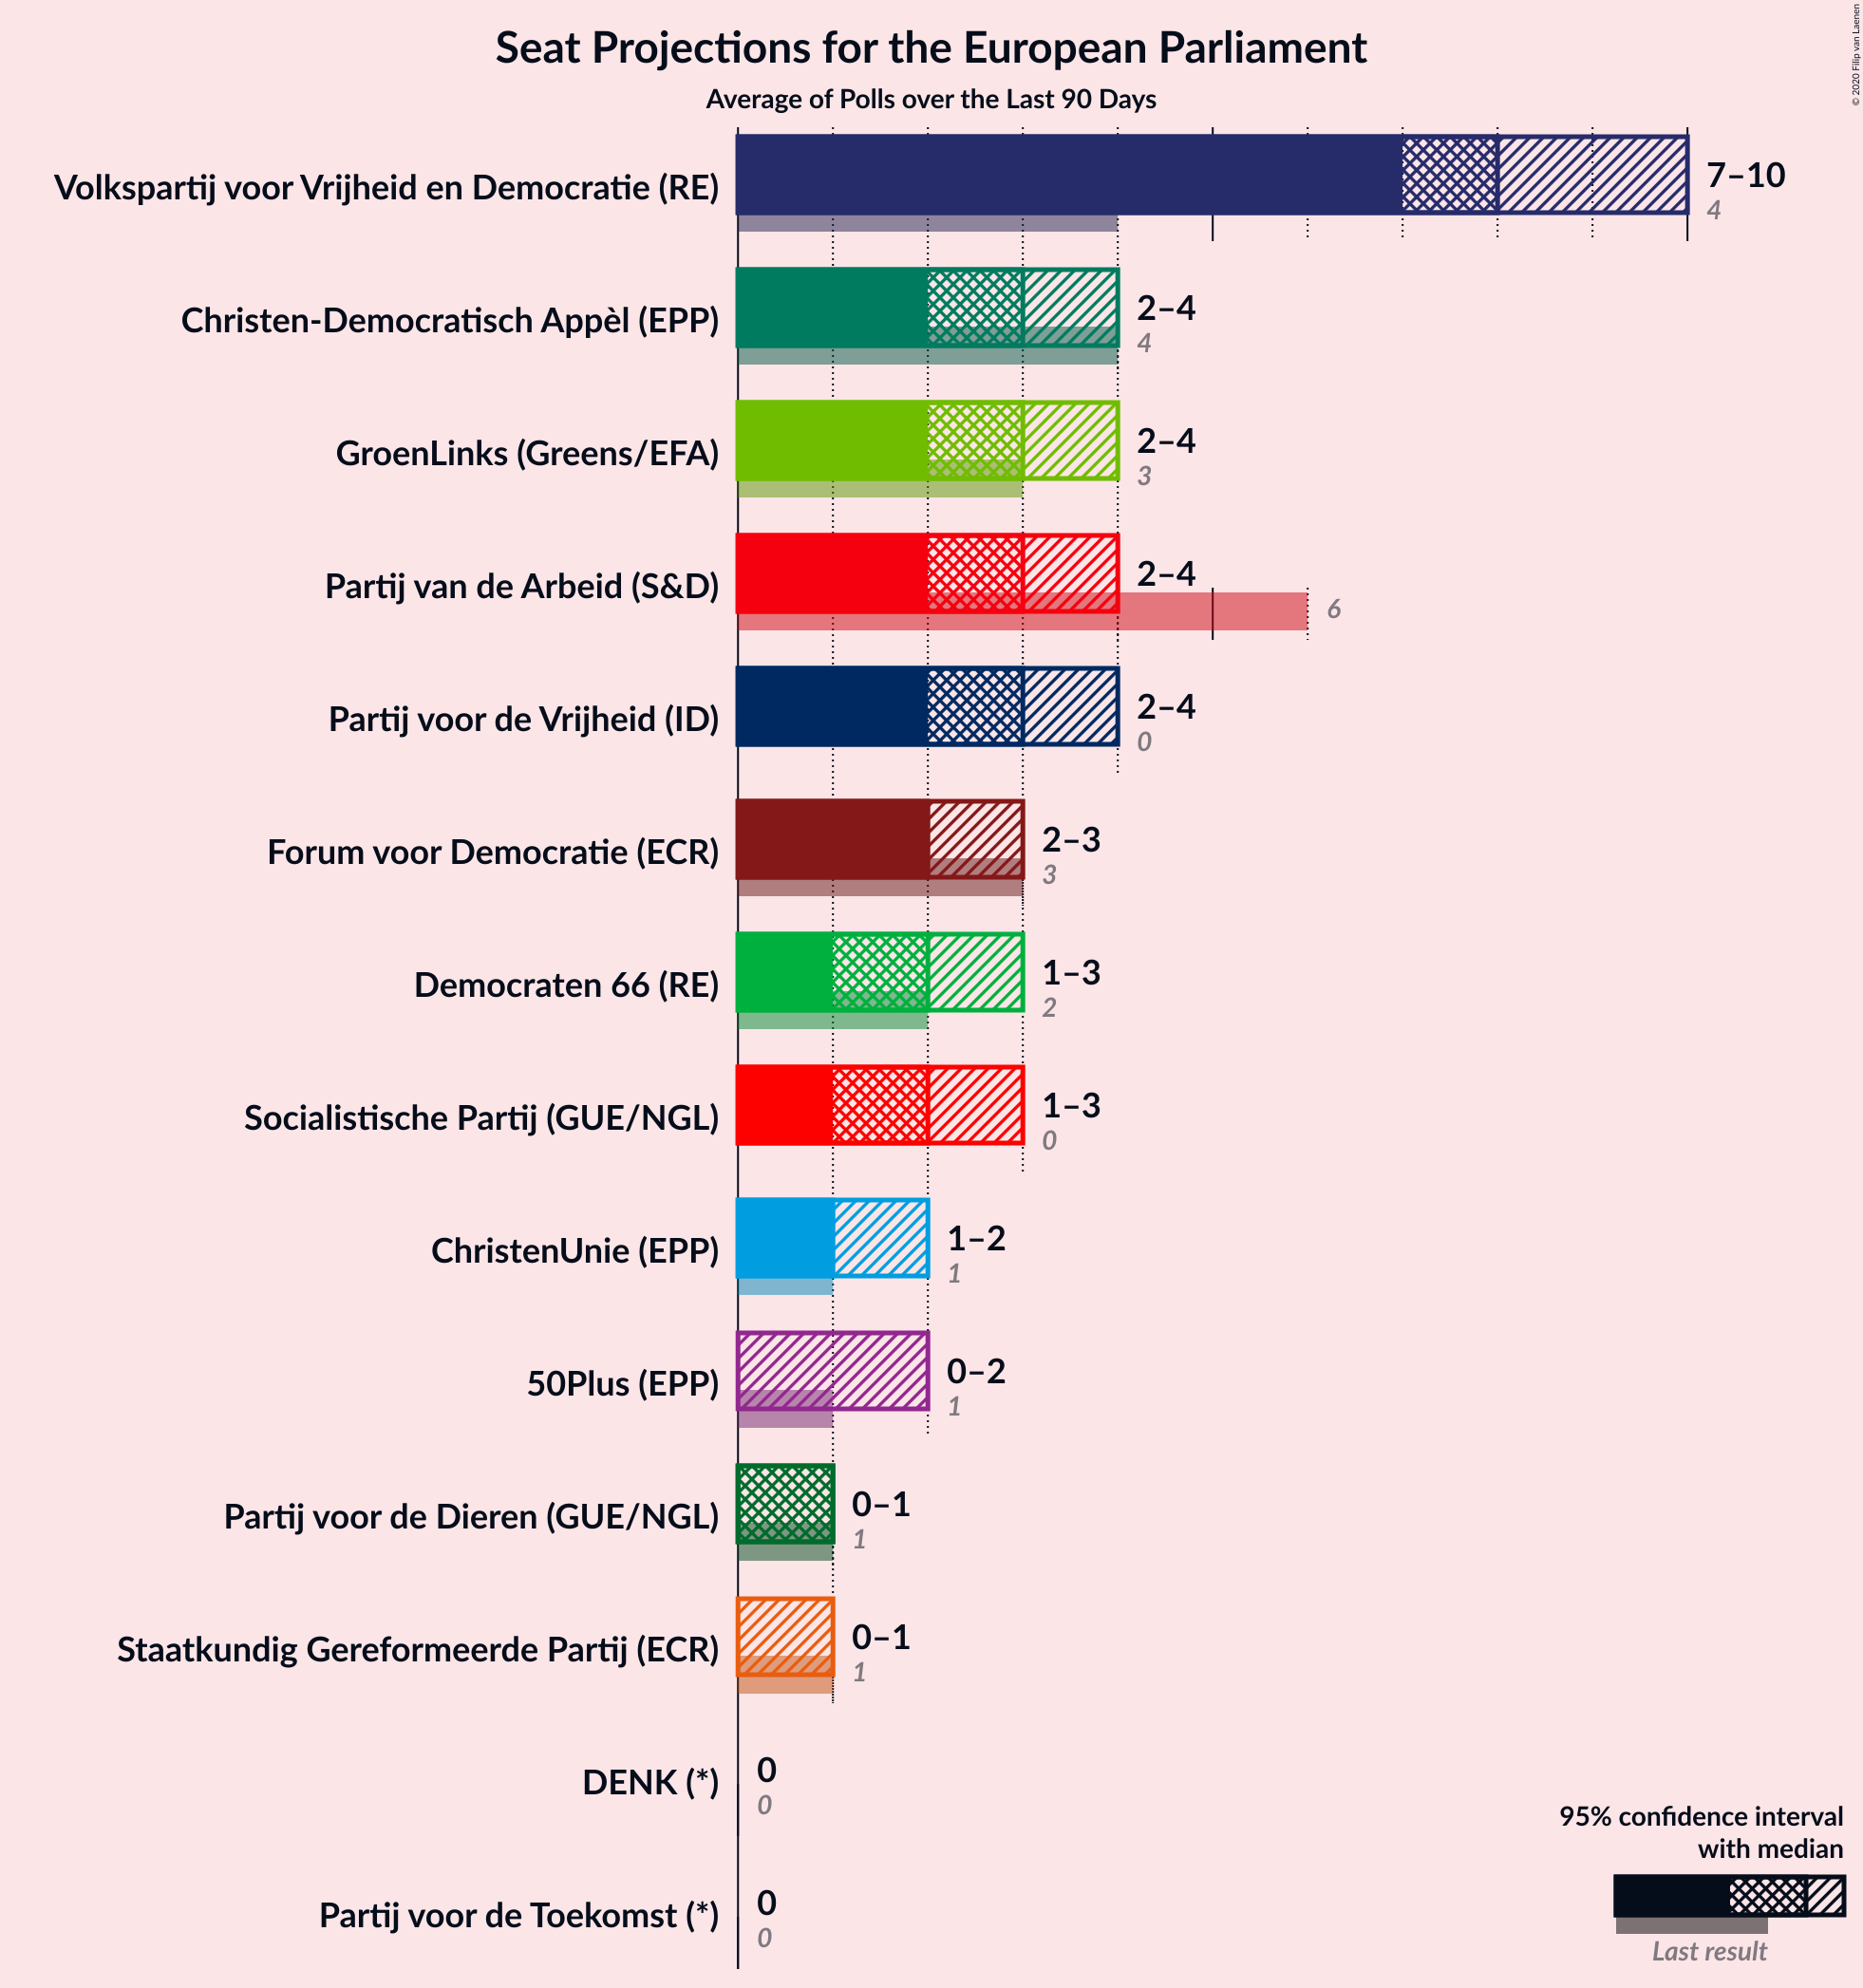 Seat Projections for the European Parliament
Average of Polls over the Last 90 Days
© 2020 Filip van Laenen
Volkspartij voor Vrijheid en Democratie (RE)
7–10
4
Christen-Democratisch Appèl (EPP)
2–4
4
GroenLinks (Greens/EFA)
2–4
3
Partij van de Arbeid (S&D)
2–4
6
Partij voor de Vrijheid (ID)
2–4
0
Forum voor Democratie (ECR)
2–3
3
Democraten 66 (RE)
1–3
2
Socialistische Partij (GUE/NGL)
1–3
0
ChristenUnie (EPP)
1–2
1
50Plus (EPP)
0–2
1
Partij voor de Dieren (GUE/NGL)
0–1
1
Staatkundig Gereformeerde Partij (ECR)
0–1
1
DENK (*)
0
0
Partij voor de Toekomst (*)
0
0
95% confidence interval
with median
Last result